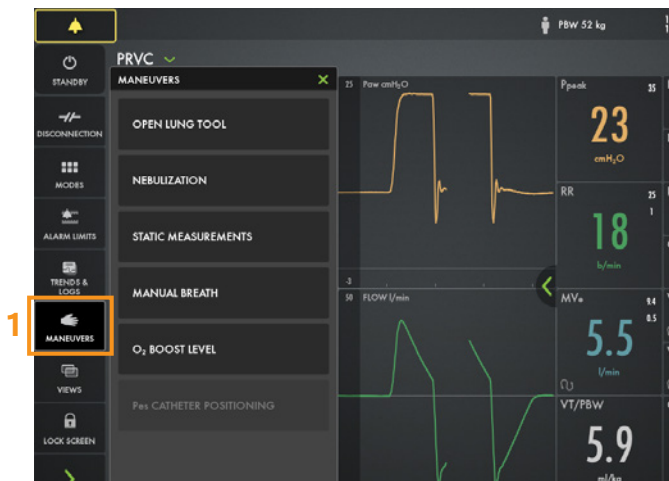 PBW 52 kg
STANDBY
PRVC
MANEUVERS
OPEN LUNG TOOL
NEBULIZATION
STATIC MEASUREMENTS
MANUAL BREATH
O₂ BOOST LEVEL
Pes CATHETER POSITIONING
DISCONNECTION
MODES
ALARM LIMITS
TRENDS &
LOGS
1
MANEUVERS
VIEWS
LOCK SCREEN
25 Paw cmH₂O
-3
50 FLOW l/min
Ppeak 35
23
cmH₂O
RR 25
1
18
b/min
MVe 9.4
0.5
5.5
l/min
VT/PBW
5.9
ml/kg